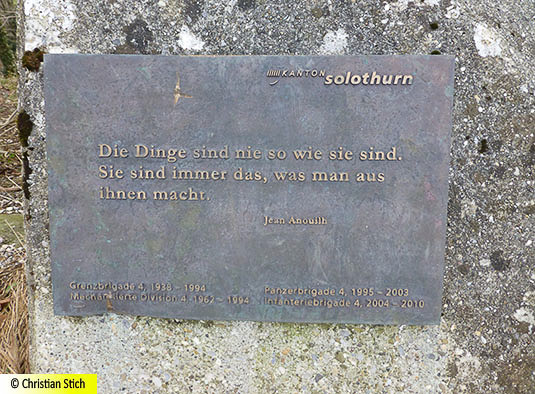 KANTON solothurn
Die Dinge sind nie so wie sie sind.
Sie sind immer das, was man aus
ihnen macht.
Jean Anouilh
Grenzbrigade 4, 1938 – 1994
Mechanisierte Division 4 1962 – 1994
Panzerbrigade 4, 1995 – 2003
Infanteriebrigade 4, 2004 – 2010
© Christian Stich